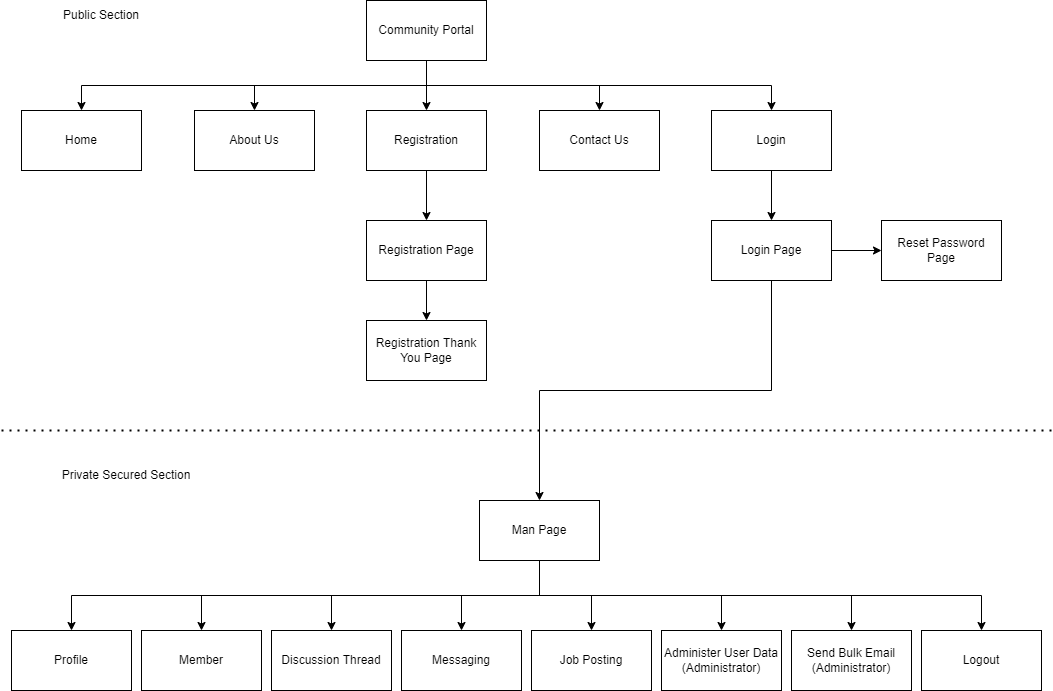 Public Section
Community Portal
Home
About Us
Registration
Contact Us
Login
Registration Page
Login Page
Reset Password
Page
Registration Thank
You Page
Private Secured Section
Man Page
Profile
Member
Discussion Thread
Messaging
Job Posting
Administer User Data
(Administrator)
Send Bulk Email
(Administrator)
Logout